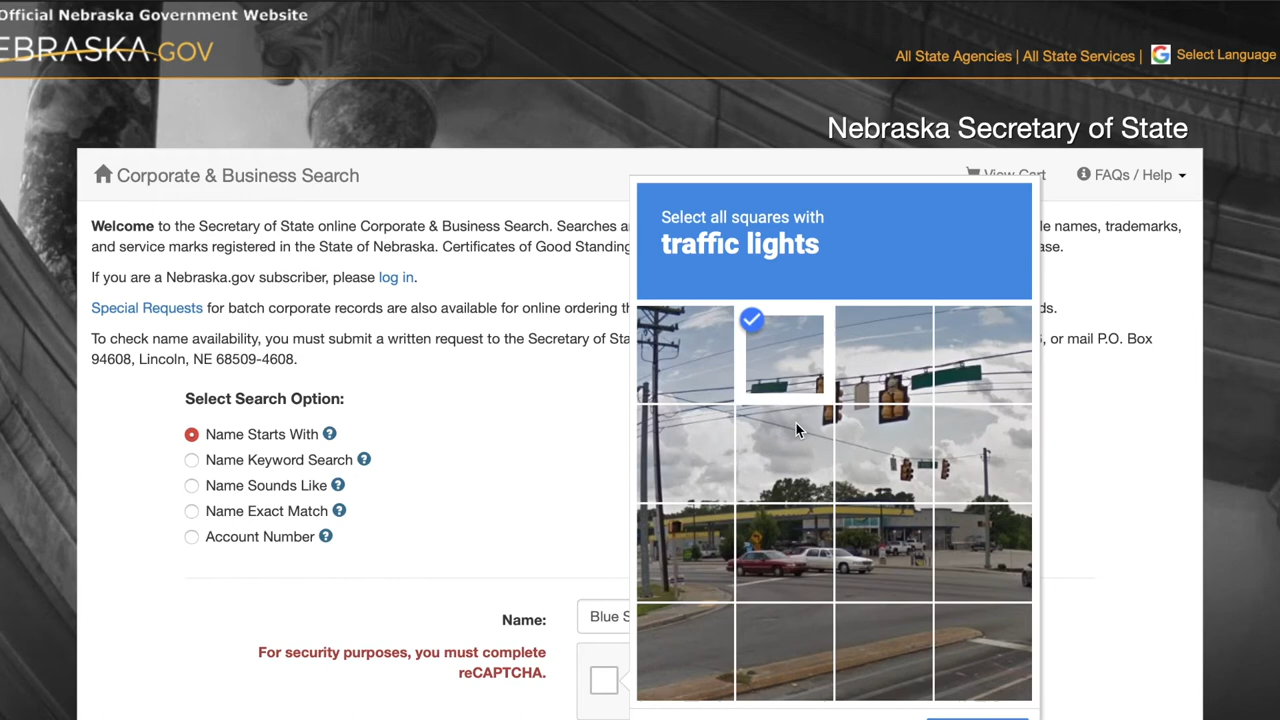 Official Nebraska Government Website
EBRASKA.GOV
All State Agencies | All State Services | Select Language
Nebraska Secretary of State
Corporate & Business Search
View Cart
FAQs / Help
Welcome to the Secretary of State online Corporate & Business Search. Searches a
le names, trademarks,
and service marks registered in the State of Nebraska. Certificates of Good Standing
ase.
If you are a Nebraska.gov subscriber, please log in.
Special Requests for batch corporate records are also available for online ordering th
ds.
To check name availability, you must submit a written request to the Secretary of Sta
, or mail P.O. Box
94608, Lincoln, NE 68509-4608.
Select all squares with
traffic lights
Select Search Option:
Name Starts With
Name Keyword Search
Name Sounds Like
Name Exact Match
Account Number
Name:
Blue S
For security purposes, you must complete
reCAPTCHA.